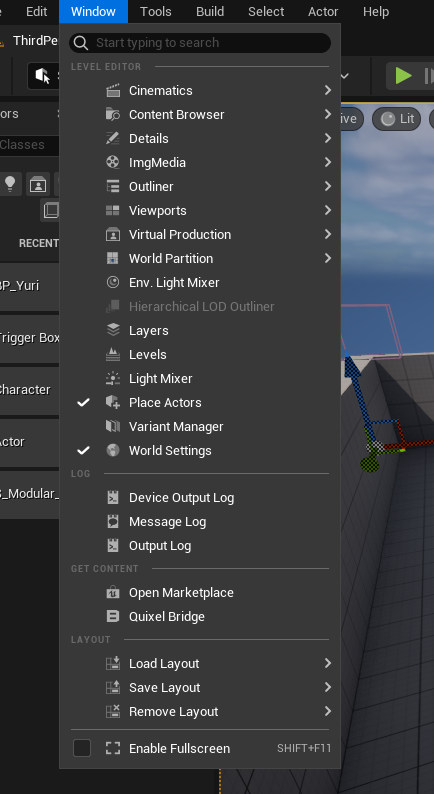 Edit Window Tools Build Select Actor Help
Start typing to search
LEVEL EDITOR
Cinematics
Content Browser
Details
ImgMedia
Outliner
Viewports
Virtual Production
World Partition
Env. Light Mixer
Hierarchical LOD Outliner
Layers
Levels
Light Mixer
Place Actors
Variant Manager
World Settings
LOG
Device Output Log
Message Log
Output Log
GET CONTENT
Open Marketplace
Quixel Bridge
LAYOUT
Load Layout
Save Layout
Remove Layout
Enable Fullscreen SHIFT+F11
ThirdPe
ors
Classes
RECENT
BP_Yuri
Trigger Box
Character
Actor
S_Modular_
ive
Lit